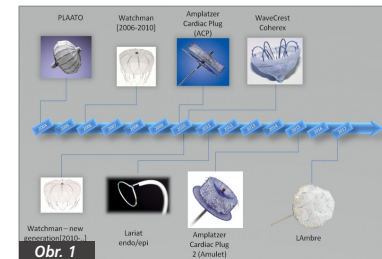 PLAATO
Watchman
[2006-2010]
Amplatzer
Cardiac Plug
(ACP)
WaveCrest
Coherex
Watchman – new
generation[2010-..]
Lariat
endo/epi
Amplatzer
Cardiac Plug
2 (Amulet)
LAmbre
Obr. 1